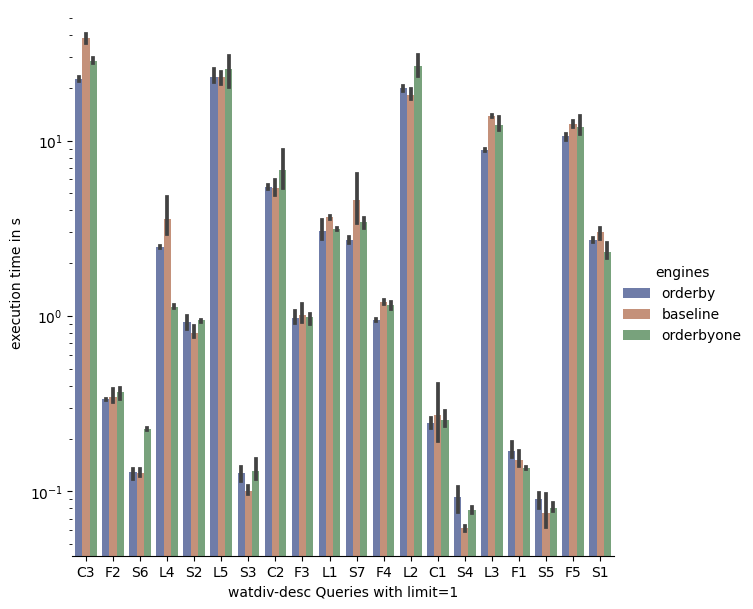 execution time in s
10¹
10⁰
10⁻¹
C3 F2 S6 L4 S2 L5 S3 C2 F3 L1 S7 F4 L2 C1 S4 L3 F1 S5 F5 S1
watdiv-desc Queries with limit=1
engines
orderby
baseline
orderbyone